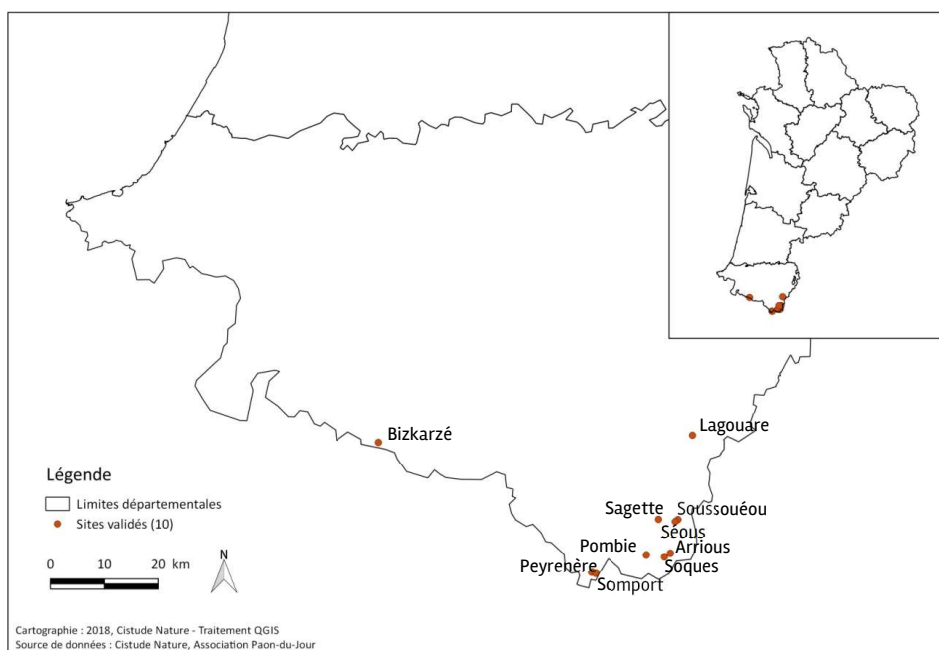 Bizkarzé
Lagouare
Sagette
Soussouéou
Séous
Pombie
Arrious
Soques
Peyrenère
Somport
Légende
Limites départementales
Sites validés (10)
0 10 20 km
N
Cartographie : 2018, Cistude Nature - Traitement QGIS
Source de données : Cistude Nature, Association Paon-du-Jour